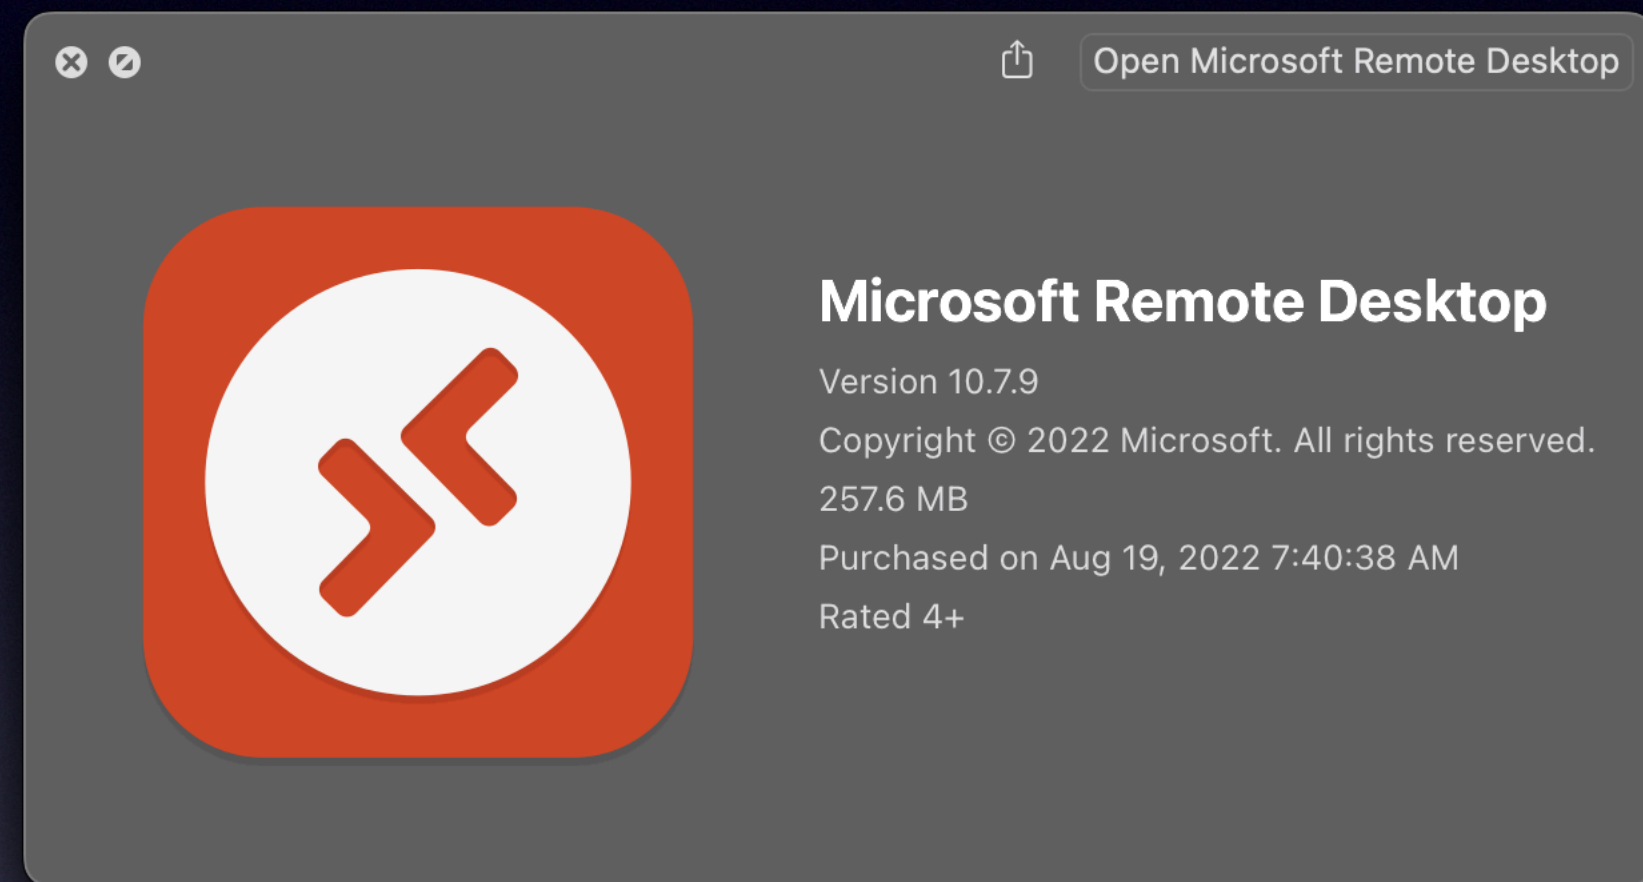 Open Microsoft Remote Desktop
Microsoft Remote Desktop
Version 10.7.9
Copyright © 2022 Microsoft. All rights reserved.
257.6 MB
Purchased on Aug 19, 2022 7:40:38 AM
Rated 4+